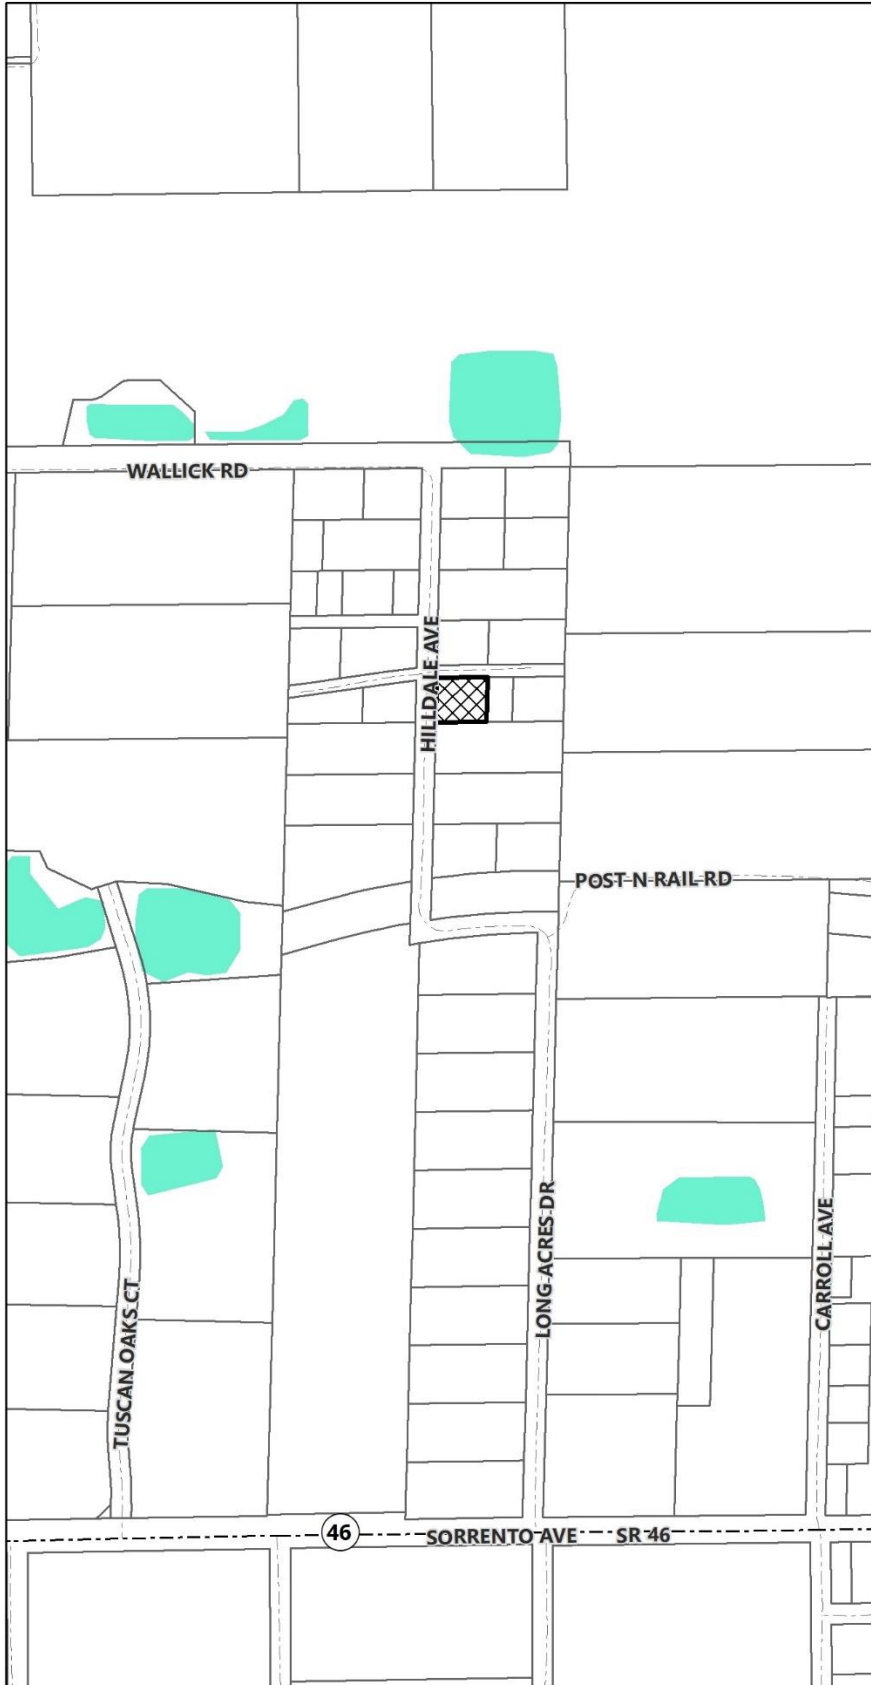 WALLICK RD
HILLDALE AVE
POST N RAIL RD
LONG ACRES DR
CARROLL AVE
TUSCAN OAKS CT
46
SORRENTO AVE
SR 46